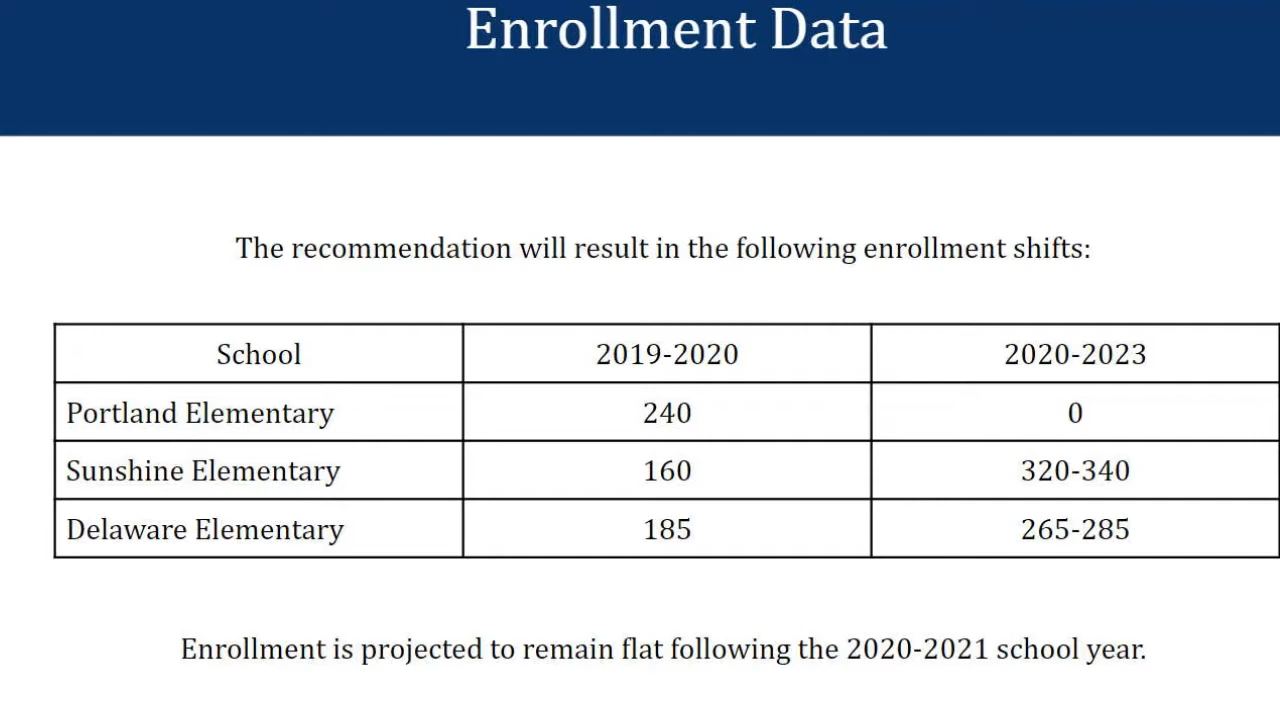 Enrollment Data
The recommendation will result in the following enrollment shifts:
School 2019-2020 2020-2023
Portland Elementary 240 0
Sunshine Elementary 160 320-340
Delaware Elementary 185 265-285
Enrollment is projected to remain flat following the 2020-2021 school year.